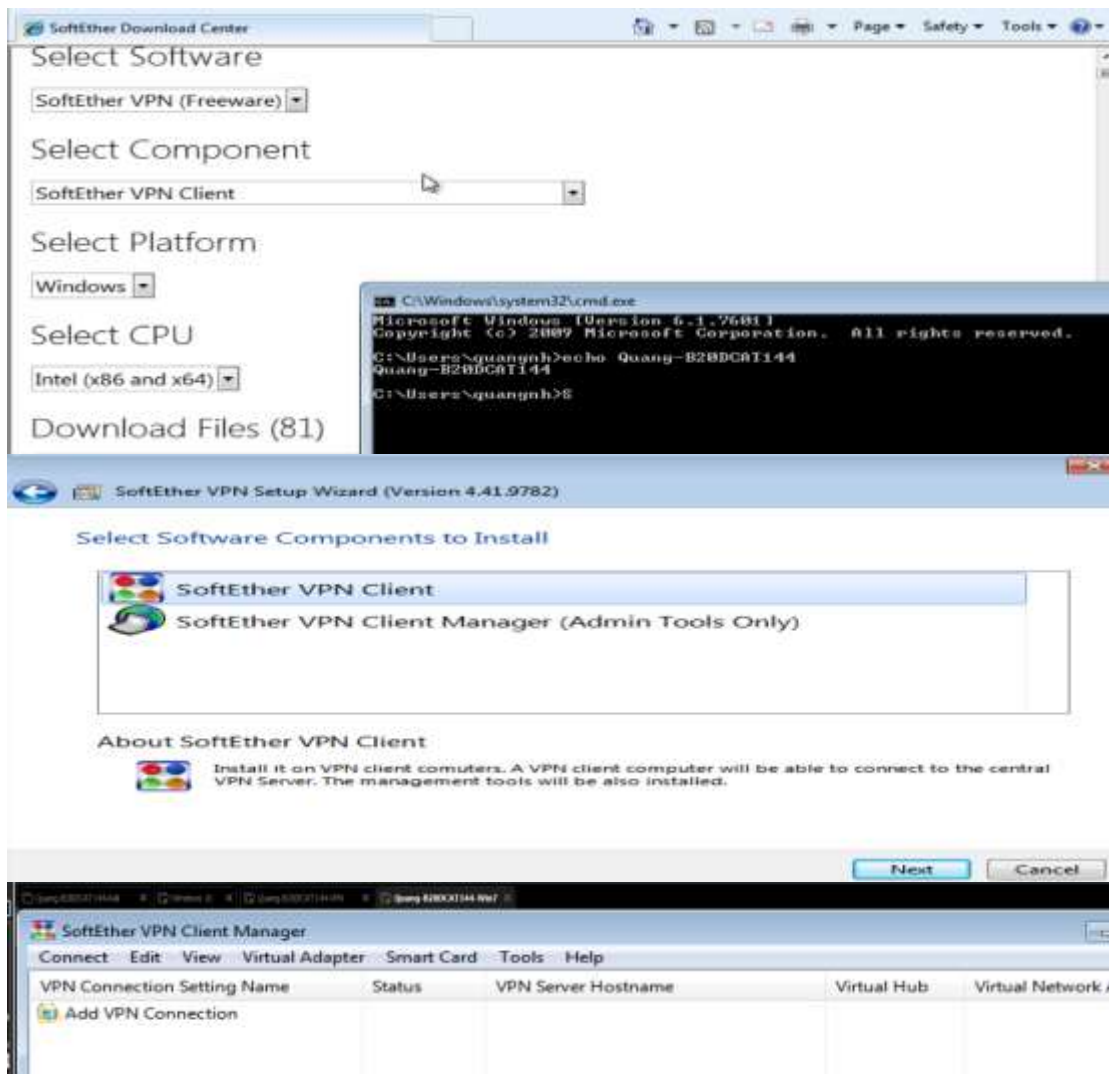 SoftEther Download Center
Page Safety Tools
Select Software
SoftEther VPN (Freeware)
Select Component
SoftEther VPN Client
Select Platform
Windows
C:\Windows\system32\cmd.exe
Microsoft Windows [Version 6.1.7601]
Copyright (c) 2009 Microsoft Corporation. All rights reserved.
Select CPU
C:\Users\quangnh>echo Quang-B20DCAT144
Quang-B20DCAT144
Intel (x86 and x64)
C:\Users\quangnh>S
Download Files (81)
SoftEther VPN Setup Wizard (Version 4.41.9782)
Select Software Components to Install
SoftEther VPN Client
SoftEther VPN Client Manager (Admin Tools Only)
About SoftEther VPN Client
Install it on VPN client comuters. A VPN client computer will be able to connect to the central
VPN Server. The management tools will be also installed.
Next Cancel
Quang-B20DCAT144-Win7
SoftEther VPN Client Manager
Connect Edit View Virtual Adapter Smart Card Tools Help
VPN Connection Setting Name Status VPN Server Hostname Virtual Hub Virtual Network
Add VPN Connection